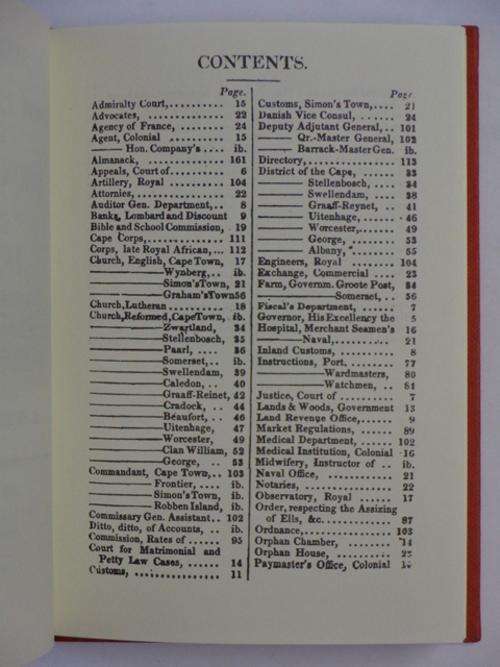 CONTENTS.
Page.
Admiralty Court,.......... 15
Advocates, .............. 22
Agency of France, ........ 24
Agent, Colonial .......... 15
—— Hon. Company's .... ib.
Almanack, .............. 161
Appeals, Court of ........ 6
Artillery, Royal ........ 104
Attornies, .............. 22
Auditor Gen. Department,.. 8
Banks, Lombard and Discount 9
Bible and School Commission, 19
Cape Corps,.............. 111
Corps, late Royal African,... 112
Church, English, Cape Town, 17
——— Wynberg,.. ib.
——— Simon's Town, 21
——— Graham's Town 56
Church, Lutheran ........ 18
Church, Reformed, Cape Town, ib.
——— Zwartland, 34
——— Stellenbosch, 35
——— Paarl, .... 36
——— Somerset,.. ib.
——— Swellendam, 39
——— Caledon, .. 40
——— Graaff-Reinet, 42
——— Cradock, .. 44
——— Beaufort, .. 46
——— Uitenhage, 47
——— Worcester, 49
——— Clan William, 52
——— George, .. 53
Commandant, Cape Town,.. 103
——— Frontier, .... ib.
——— Simon's Town, ib.
——— Robben Island, ib.
Commissary Gen. Assistant.. 102
Ditto, ditto, of Accounts, .. ib.
Commission, Rates of ...... 95
Court for Matrimonial and
Petty Law Cases, ...... 14
Customs, ................ 11
Page.
Customs, Simon's Town,.... 21
Danish Vice Consul, ...... 24
Deputy Adjutant General,.. 101
—— Qr.-Master General, 102
—— Barrack-Master Gen. ib.
Directory,................ 113
District of the Cape, ...... 33
——— Stellenbosch, .... 34
——— Swellendam, .... 38
——— Graaff-Reynet, .. 41
——— Uitenhage, ...... 46
——— Worcester,...... 49
——— George, ........ 53
——— Albany, ........ 55
Engineers, Royal ........ 104
Exchange, Commercial .... 23
Farm, Governm. Groote Post, 34
——— Somerset, .. 36
Fiscal's Department, ...... 7
Governor, His Excellency the 5
Hospital, Merchant Seamen's 16
——— Naval,.......... 21
Inland Customs, .......... 8
Instructions, Port. ........ 77
——— Wardmasters, 80
——— Watchmen, .. 81
Justice, Court of .......... 7
Lands & Woods, Government 13
Land Revenue Office,...... 9
Market Regulations, ...... 89
Medical Department, ...... 102
Medical Institution, Colonial 16
Midwifery, Instructor of .. ib.
Naval Office, ............ 21
Notaries, ................ 22
Observatory, Royal ...... 17
Order, respecting the Assizing
of Ells, &c............. 87
Ordnance,................ 103
Orphan Chamber, ........ 14
Orphan House, ..........
Paymaster's Office, Colonial